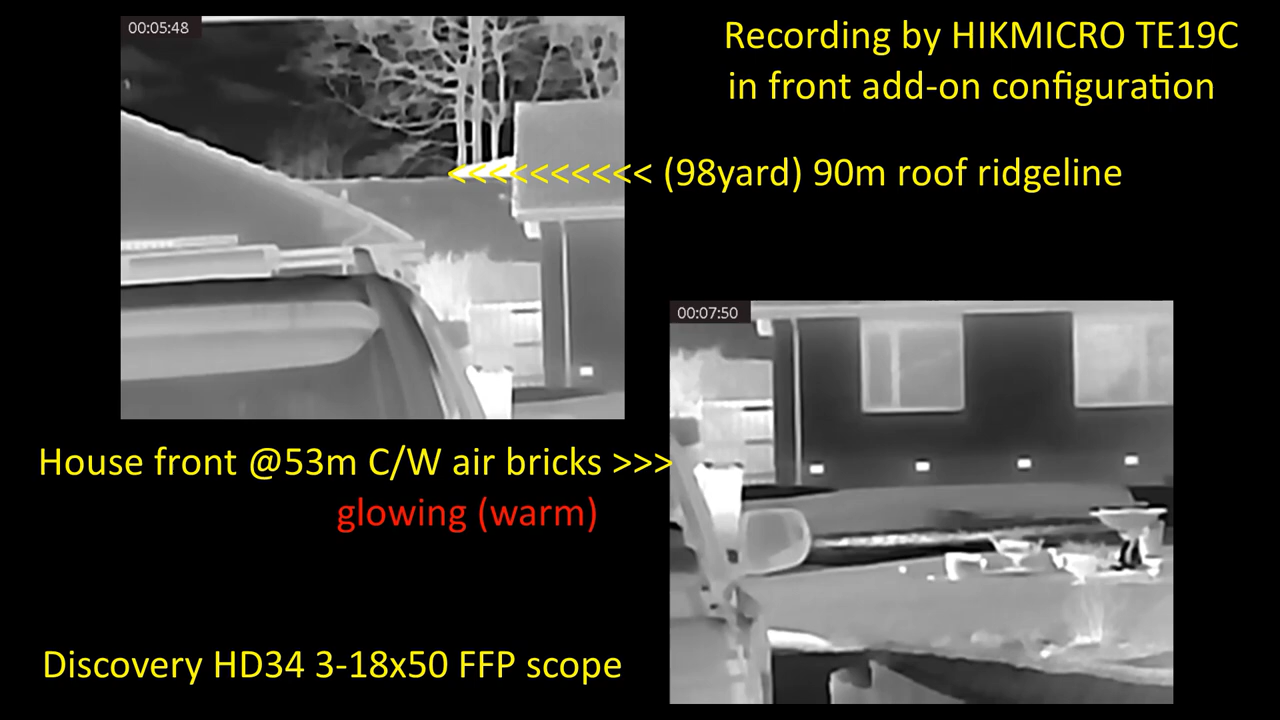 00:05:48
Recording by HIKMICRO TE19C
in front add-on configuration
<<<<<<<<<< (98yard) 90m roof ridgeline
00:07:50
House front @53m C/W air bricks >>>
glowing (warm)
Discovery HD34 3-18x50 FFP scope